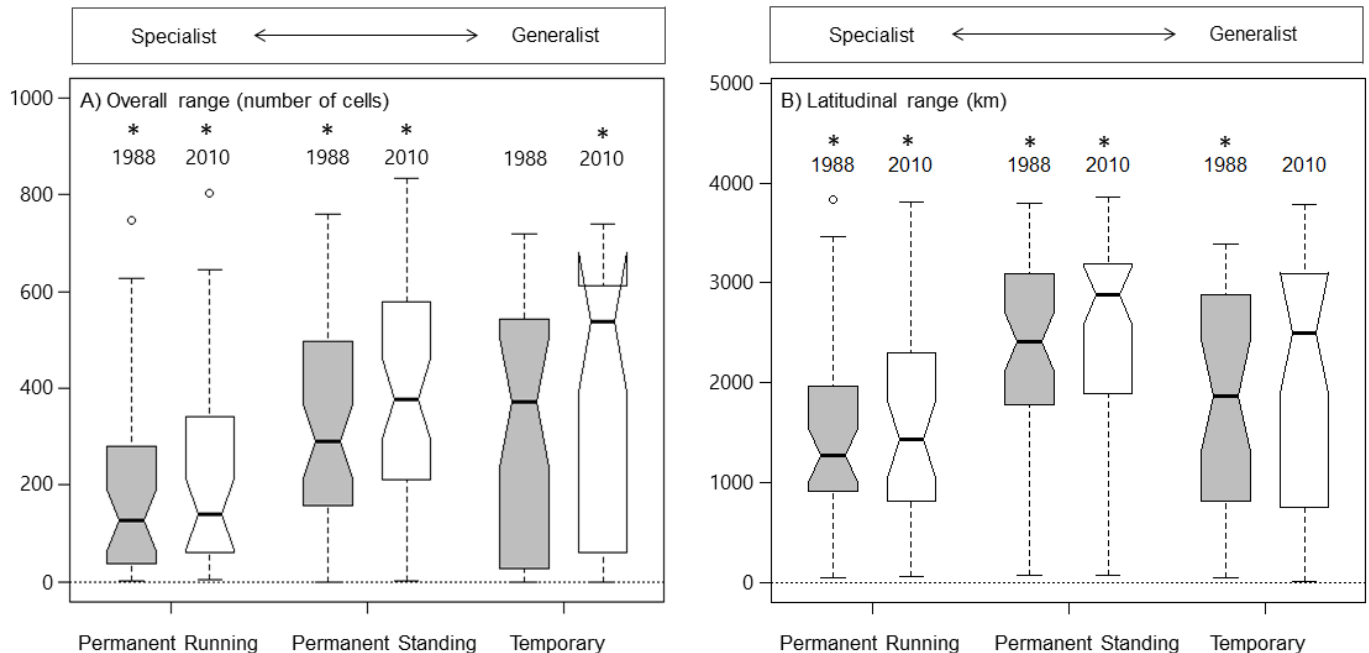 Specialist Generalist
A) Overall range (number of cells)
* * * * *
1988 2010 1988 2010 1988 2010
1000
800
600
400
200
0
Permanent Running Permanent Standing Temporary
Specialist Generalist
B) Latitudinal range (km)
* * * * *
1988 2010 1988 2010 1988 2010
5000
4000
3000
2000
1000
0
Permanent Running Permanent Standing Temporary